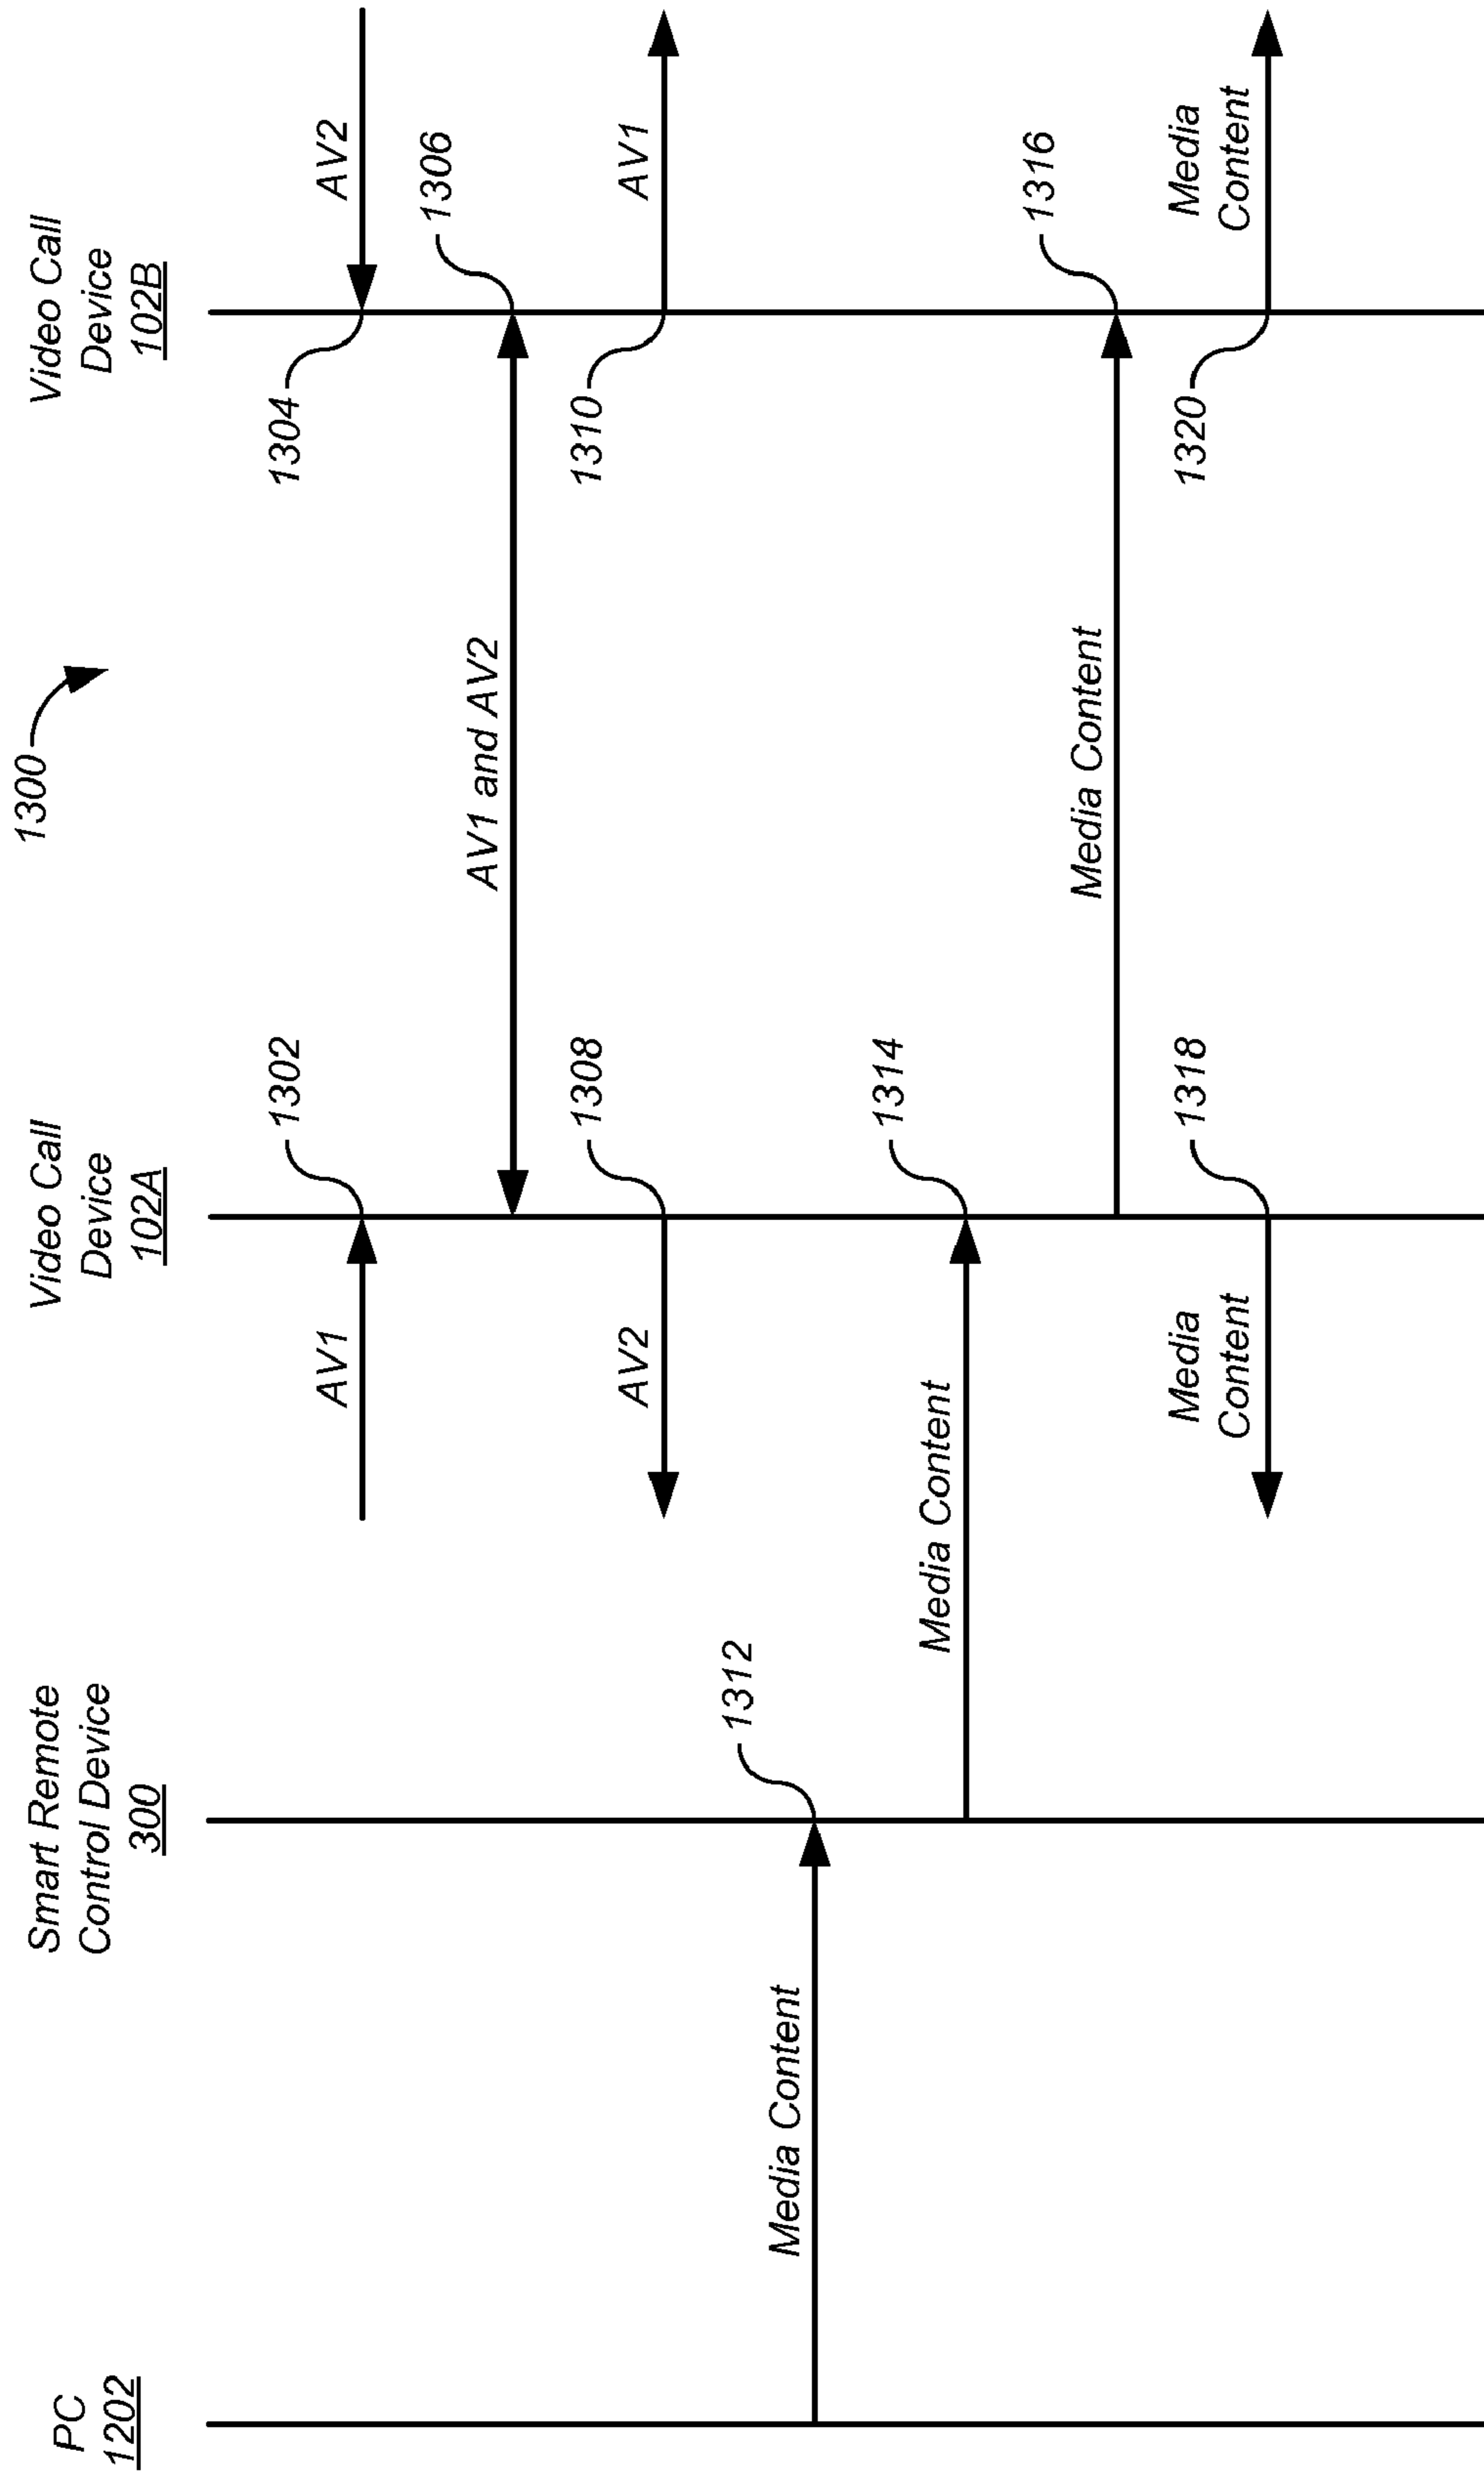 1300
PC
1202
Smart Remote
Control Device
300
Video Call
Device
102A
Video Call
Device
102B
AV1
1302
1304
AV2
AV1 and AV2
1306
AV2
1308
1310
AV1
Media Content
1312
Media Content
1314
Media Content
1316
Media
Content
1318
1320
Media
Content